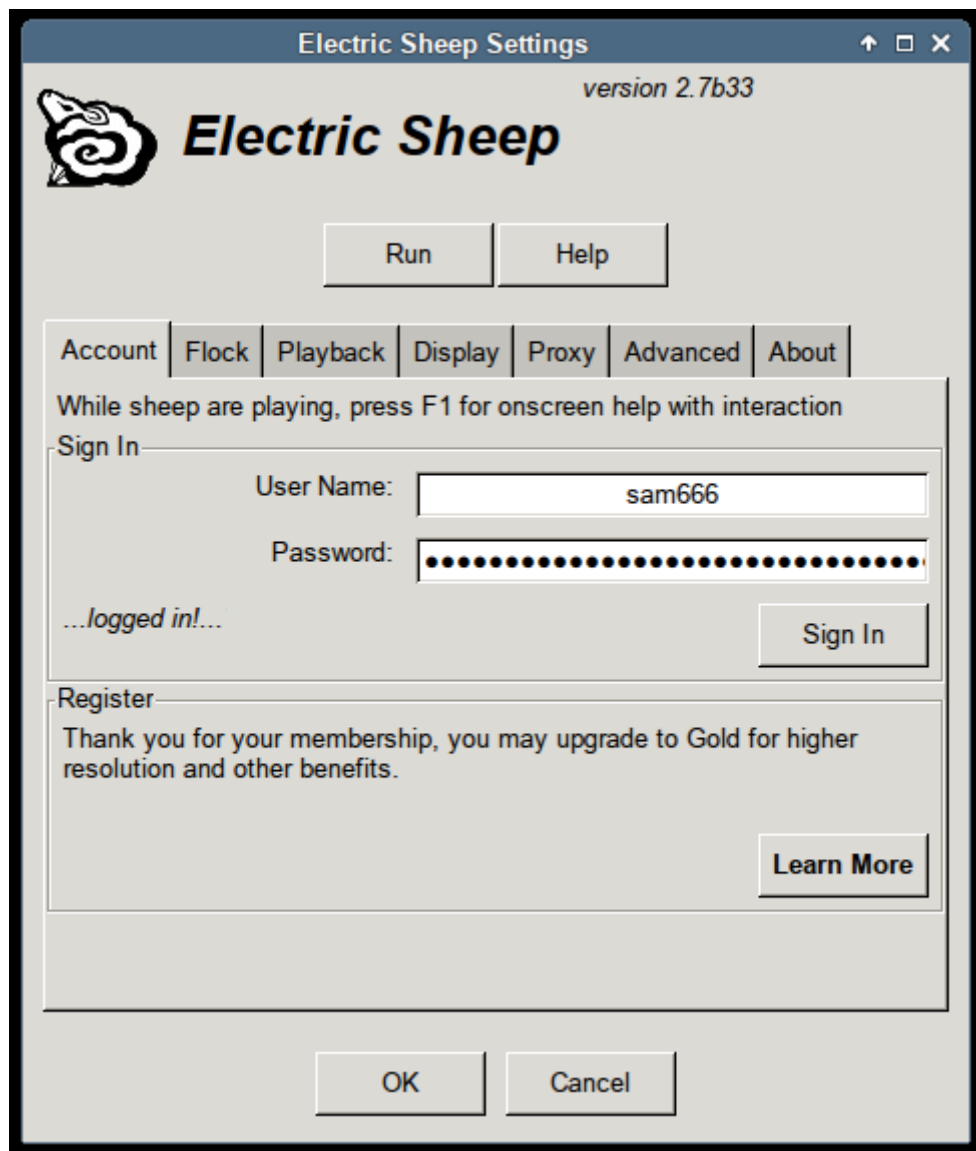 Electric Sheep Settings
version 2.7b33
Electric Sheep
Run Help
Account Flock Playback Display Proxy Advanced About
While sheep are playing, press F1 for onscreen help with interaction
Sign In
User Name: sam666
Password: ••••••••••••••••••••••••••••••••
...logged in!...
Sign In
Register
Thank you for your membership, you may upgrade to Gold for higher
resolution and other benefits.
Learn More
OK Cancel